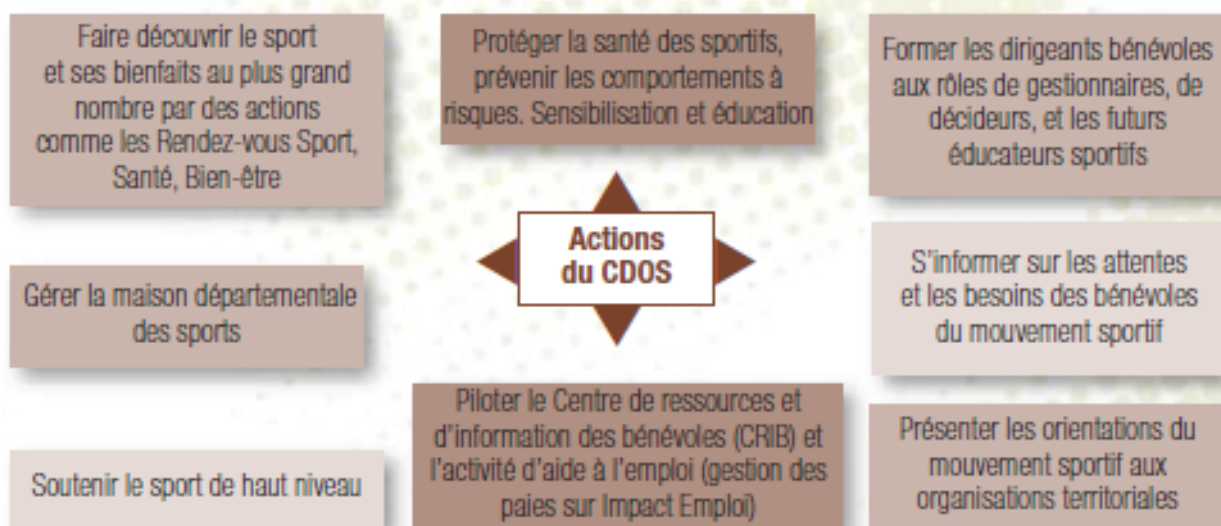 Faire découvrir le sport
et ses bienfaits au plus grand
nombre par des actions
comme les Rendez-vous Sport,
Santé, Bien-être
Protéger la santé des sportifs,
prévenir les comportements à
risques. Sensibilisation et éducation
Former les dirigeants bénévoles
aux rôles de gestionnaires, de
décideurs, et les futurs
éducateurs sportifs
Gérer la maison départementale
des sports
Actions
du CDOS
S'informer sur les attentes
et les besoins des bénévoles
du mouvement sportif
Soutenir le sport de haut niveau
Piloter le Centre de ressources et
d'information des bénévoles (CRIB) et
l'activité d'aide à l'emploi (gestion des
paies sur Impact Emploi)
Présenter les orientations du
mouvement sportif aux
organisations territoriales